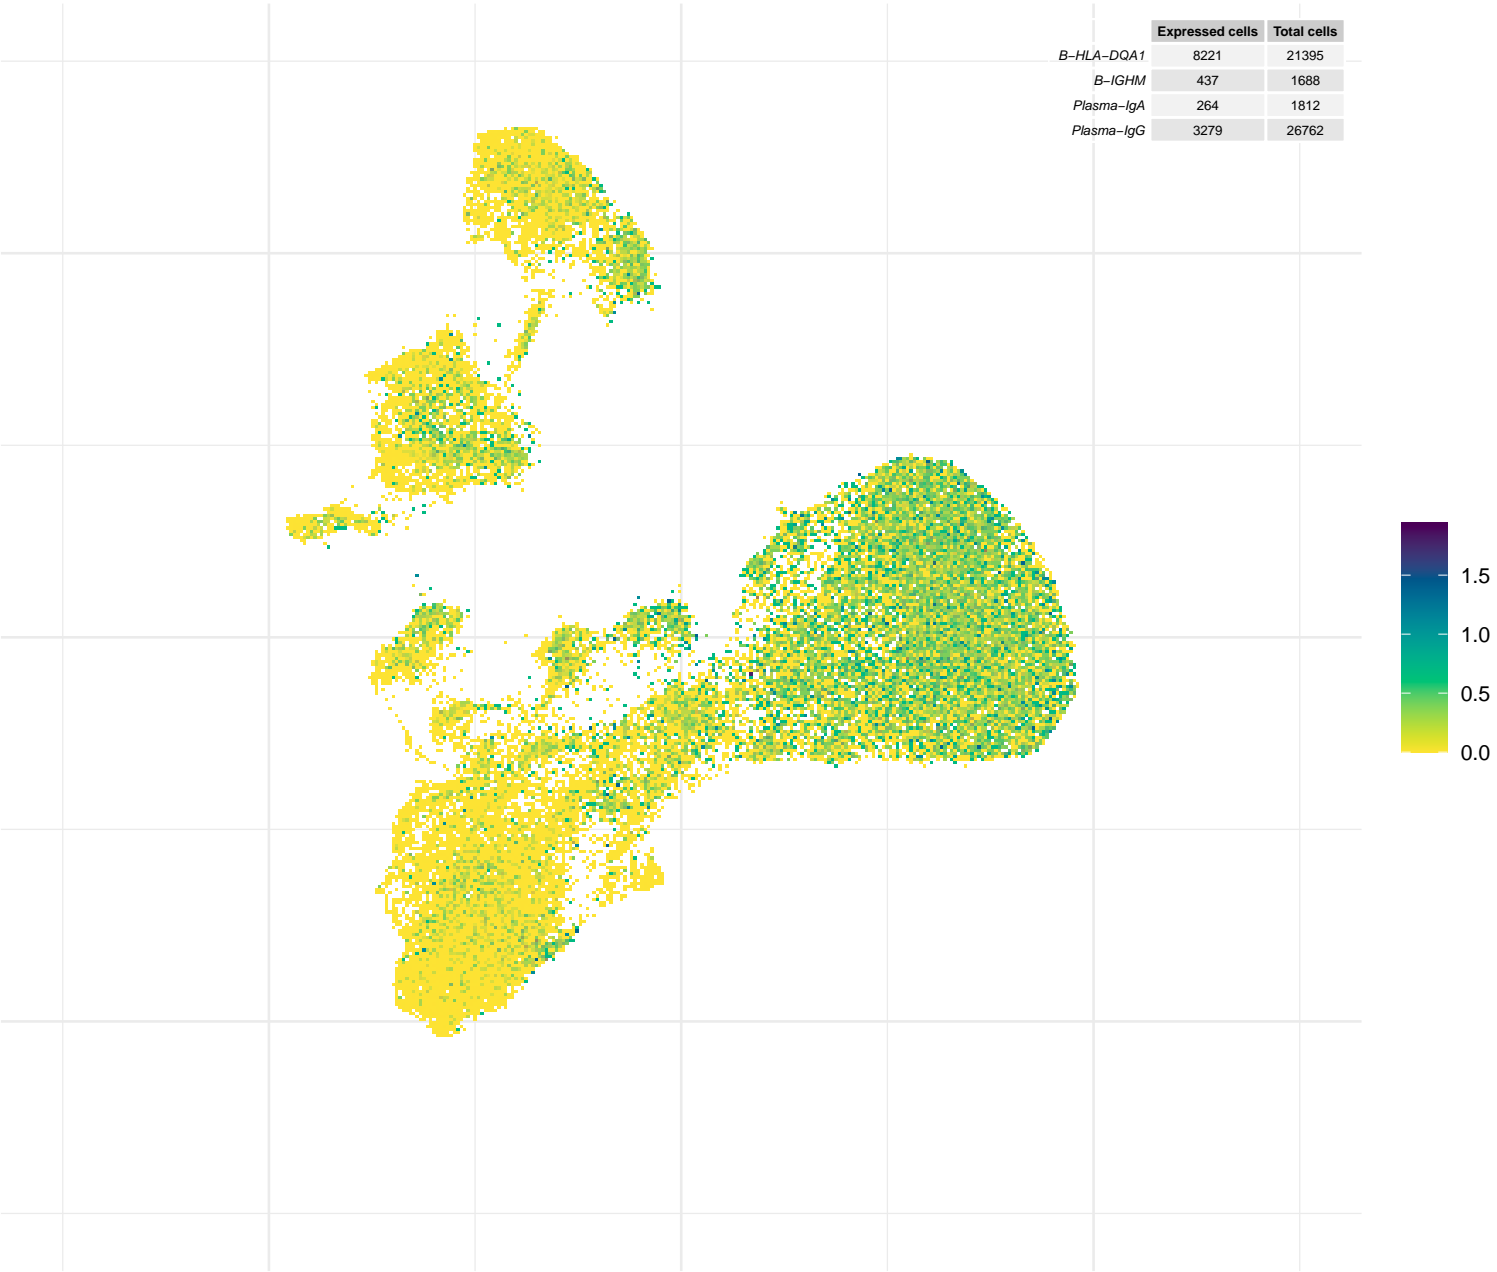 Expressed cells Total cells
B−HLA−DQA1 8221 21395
B−IGHM 437 1688
Plasma−IgA 264 1812
Plasma−IgG 3279 26762
1.5
1.0
0.5
0.0